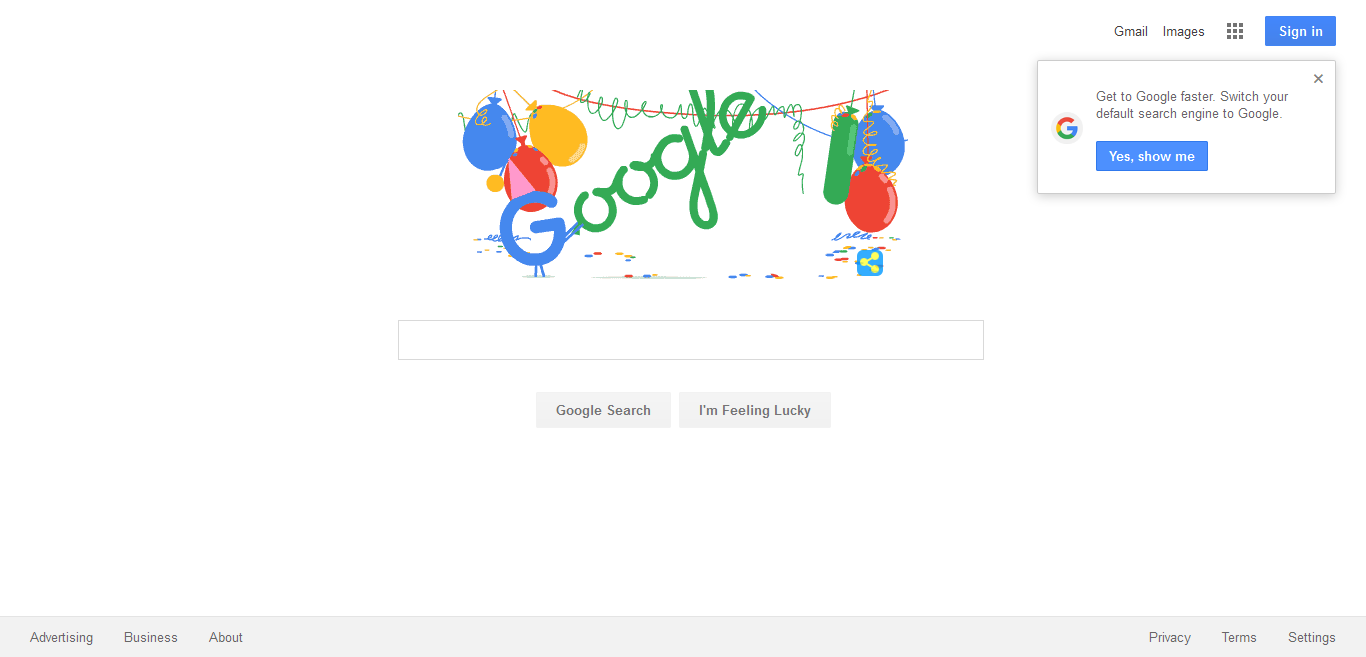 Gmail Images Sign in
Get to Google faster. Switch your
default search engine to Google.
Yes, show me
Google
Google Search I'm Feeling Lucky
Advertising Business About Privacy Terms Settings